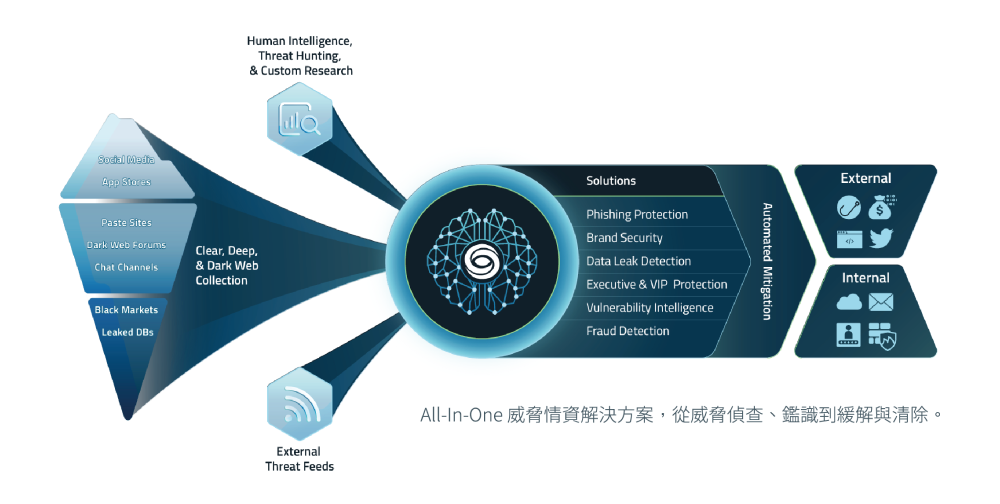 Human Intelligence,
Threat Hunting,
& Custom Research
Social Media
App Stores
Paste Sites
Dark Web Forums
Chat Channels
Black Markets
Leaked DBs
Clear, Deep,
& Dark Web
Collection
External
Threat Feeds
Solutions
Phishing Protection
Brand Security
Data Leak Detection
Executive & VIP Protection
Vulnerability Intelligence
Fraud Detection
Automated Mitigation
External
$
</>
Internal
All-In-One 威脅情資解決方案，從威脅偵查、鑑識到緩解與清除。